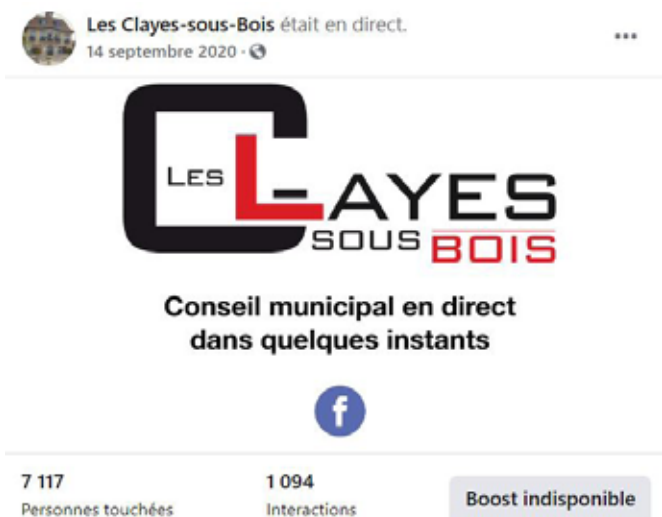 Les Clayes-sous-Bois était en direct.
14 septembre 2020 ·
LES CLAYES
SOUS BOIS
Conseil municipal en direct
dans quelques instants
f
7 117
Personnes touchées
1 094
Interactions
Boost indisponible